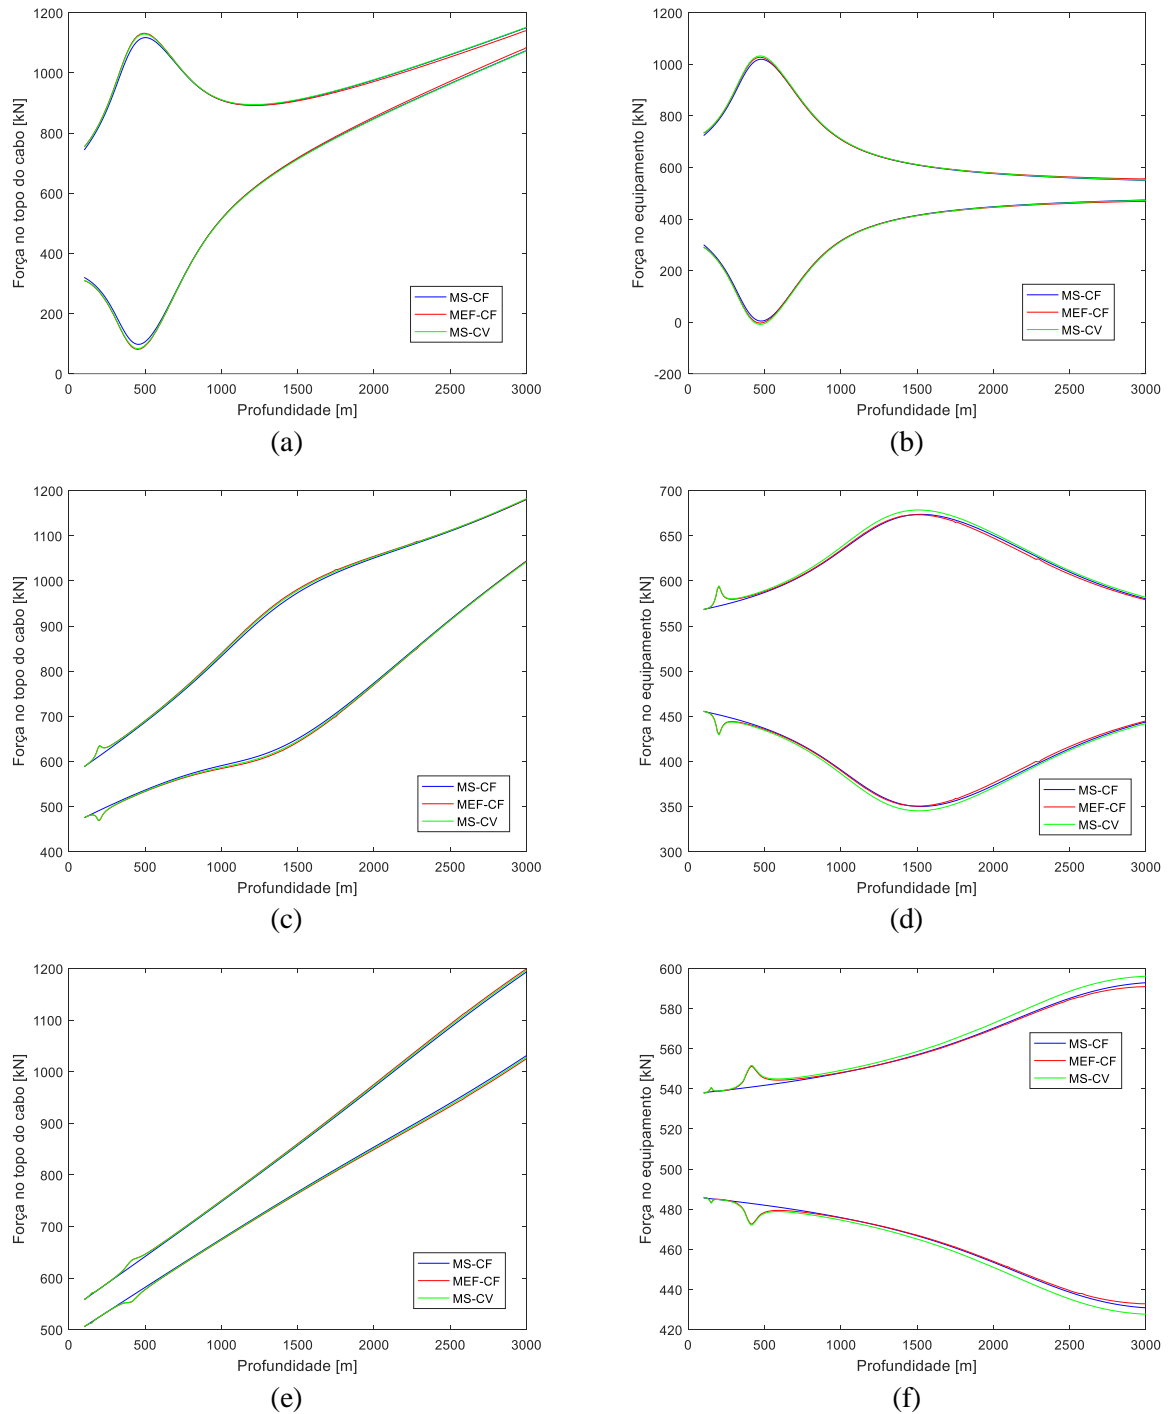 1200
1000
800
600
400
200
0
Força no topo do cabo [kN]
0 500 1000 1500 2000 2500 3000
Profundidade [m]
MS-CF
MEF-CF
MS-CV
(a)
1200
1000
800
600
400
200
0
-200
Força no equipamento [kN]
0 500 1000 1500 2000 2500 3000
Profundidade [m]
MS-CF
MEF-CF
MS-CV
(b)
1200
1100
1000
900
800
700
600
500
400
Força no topo do cabo [kN]
0 500 1000 1500 2000 2500 3000
Profundidade [m]
MS-CF
MEF-CF
MS-CV
(c)
700
650
600
550
500
450
400
350
300
Força no equipamento [kN]
0 500 1000 1500 2000 2500 3000
Profundidade [m]
MS-CF
MEF-CF
MS-CV
(d)
1200
1100
1000
900
800
700
600
500
Força no topo do cabo [kN]
0 500 1000 1500 2000 2500 3000
Profundidade [m]
MS-CF
MEF-CF
MS-CV
(e)
600
580
560
540
520
500
480
460
440
420
Força no equipamento [kN]
0 500 1000 1500 2000 2500 3000
Profundidade [m]
MS-CF
MEF-CF
MS-CV
(f)